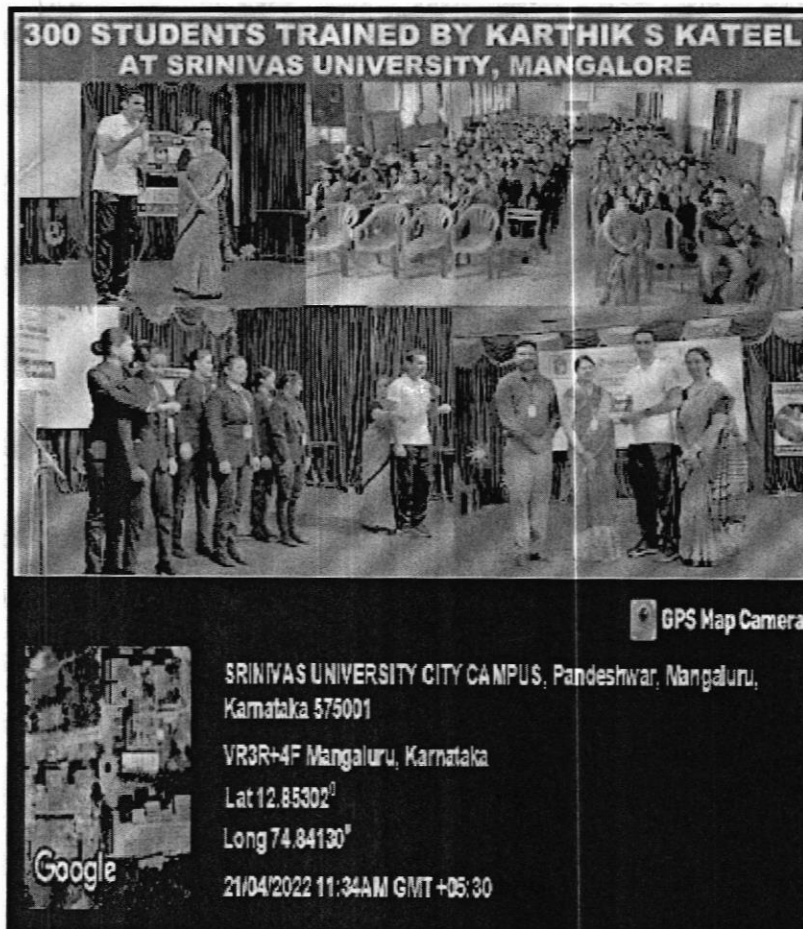 300 STUDENTS TRAINED BY KARTHIK S KATEEL
AT SRINIVAS UNIVERSITY, MANGALORE
GPS Map Camera
SRINIVAS UNIVERSITY CITY CAMPUS, Pandeshwar, Mangaluru,
Karnataka 575001
VR3R+4F Mangaluru, Karnataka
Lat 12.85302°
Long 74.84130°
21/04/2022 11:34AM GMT +05:30
Google